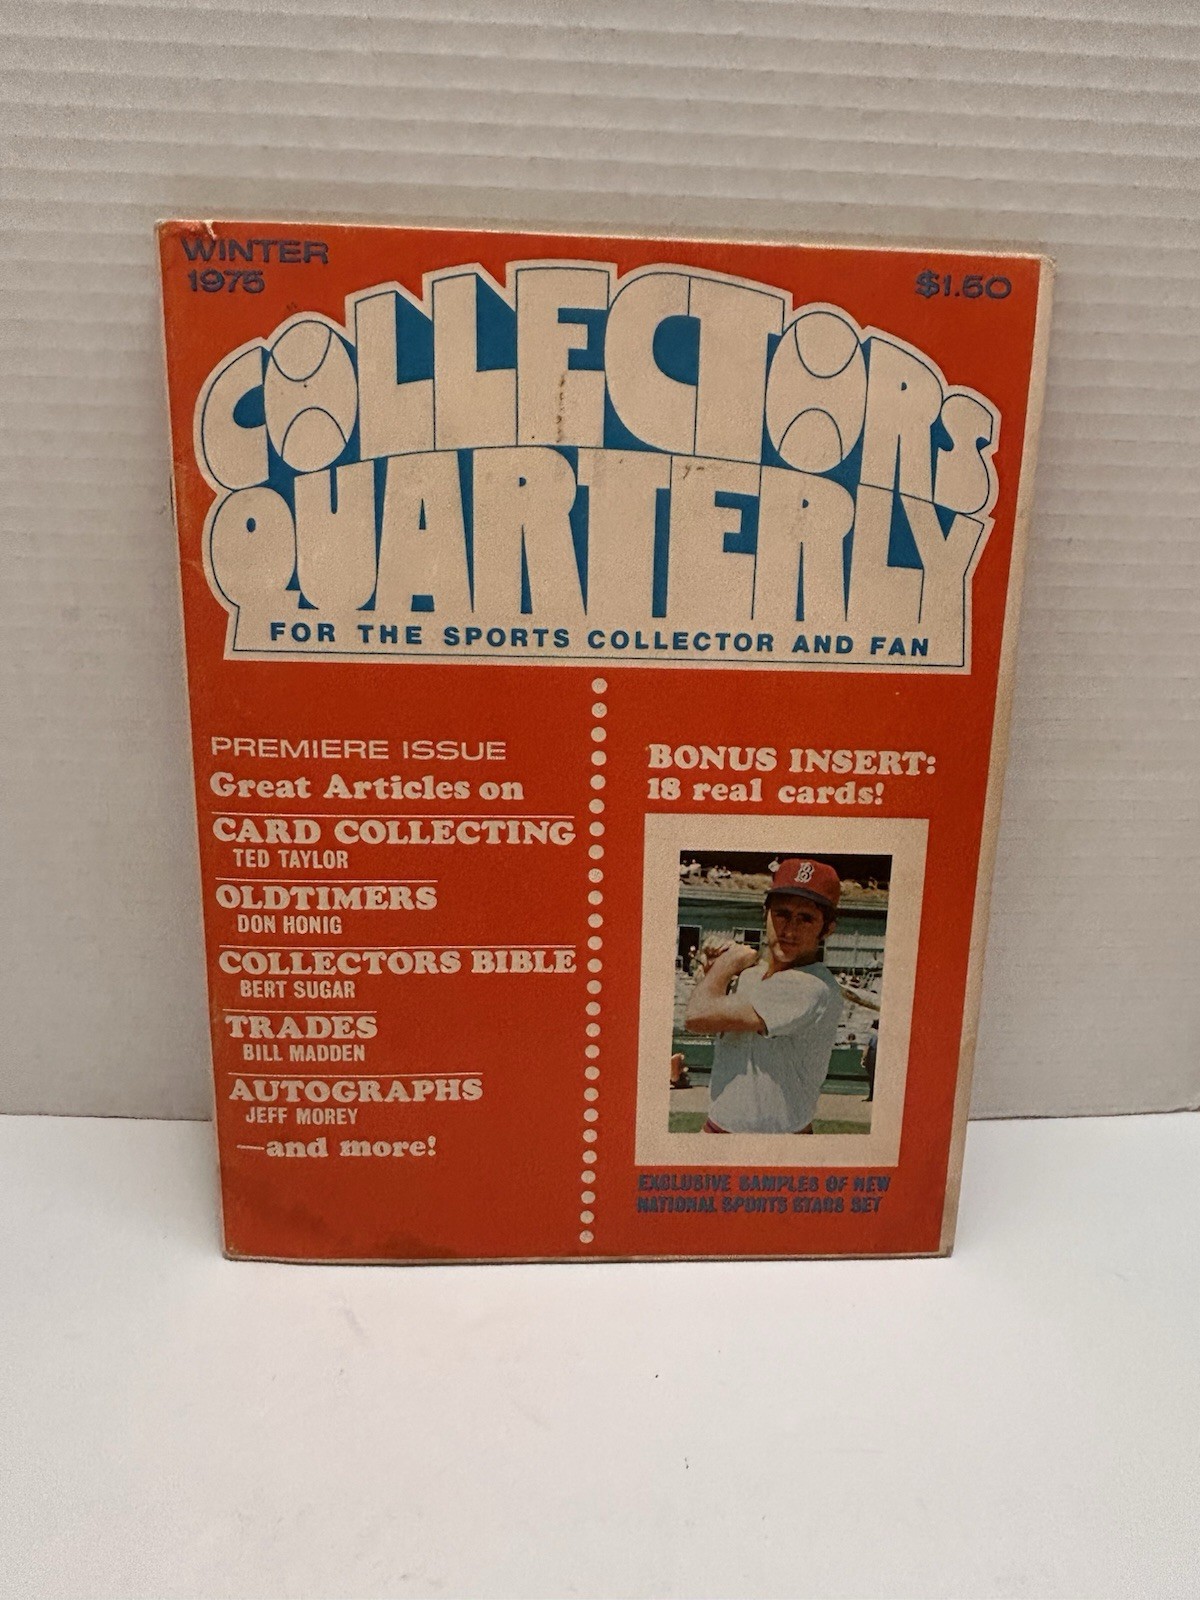 WINTER
1975
$1.50
COLLECTORS
QUARTERLY
FOR THE SPORTS COLLECTOR AND FAN
PREMIERE ISSUE
Great Articles on
CARD COLLECTING
TED TAYLOR
OLDTIMERS
DON HONIG
COLLECTORS BIBLE
BERT SUGAR
TRADES
BILL MADDEN
AUTOGRAPHS
JEFF MOREY
—and more!
BONUS INSERT:
18 real cards!
B
EXCLUSIVE SAMPLES OF NEW
NATIONAL SPORTS STARS SET